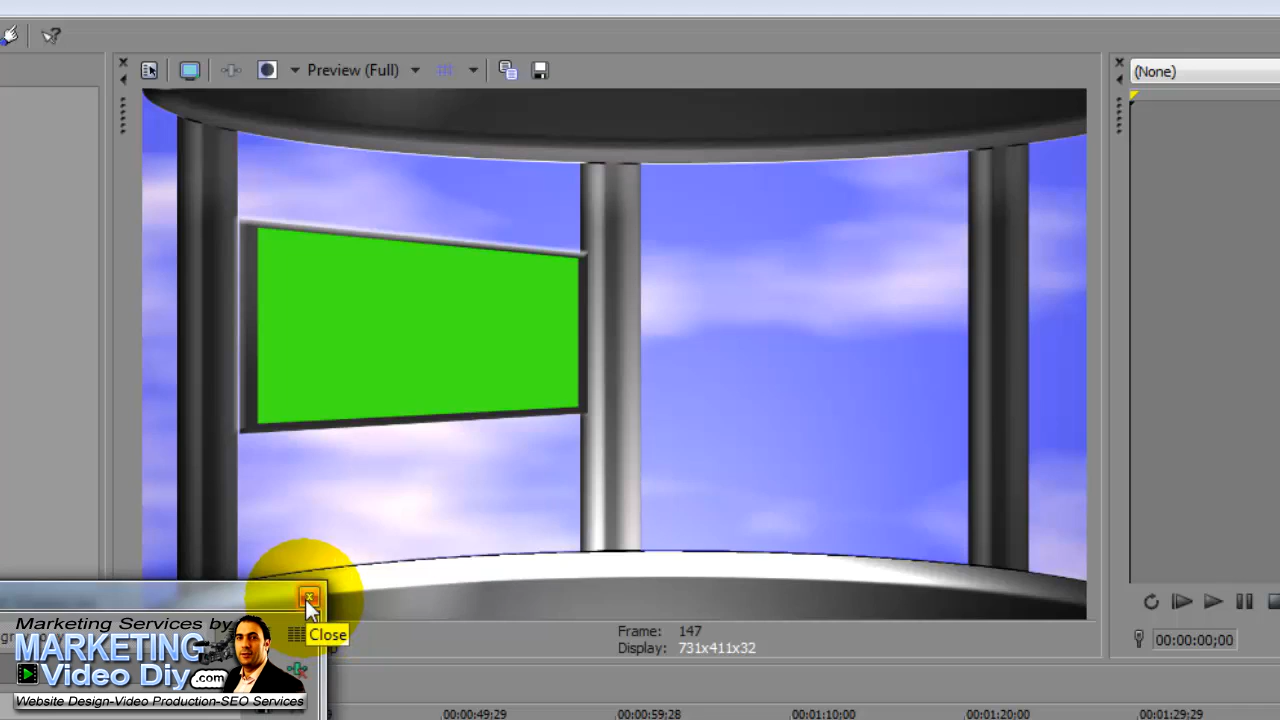 Preview (Full)
(None)
Close
Frame: 147
Display: 731x411x32
00:00:00;00
Marketing Services by
MARKETING
Video Diy.com
Website Design-Video Production-SEO Services
00:00:49:29
00:00:59:28
00:01:10:00
00:01:20:00
00:01:29:29